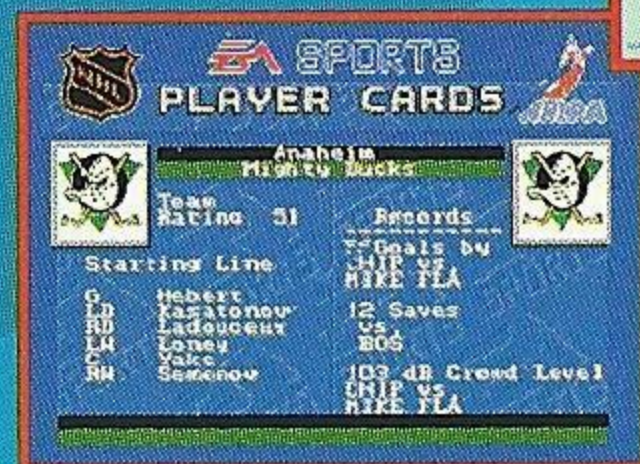 NHL
EA SPORTS
PLAYER CARDS
NHLPA
Anaheim
Mighty Ducks
Team
Rating 51
Records
Goals by
CHIP vs
MIKE FLA
Starting Line
G Hebert
LD Kasatonov
RD Ladouceur
LW Loney
C Yake
RW Semenov
12 Saves
vs.
BOS
103 dB Crowd Level
CHIP vs
MIKE FLA